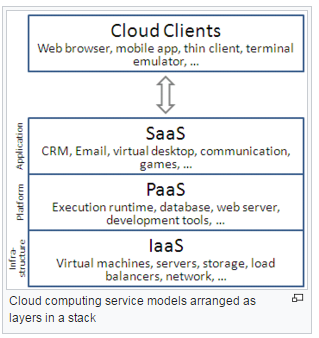 Cloud Clients
Web browser, mobile app, thin client, terminal
emulator, ...
Application
SaaS
CRM, Email, virtual desktop, communication,
games, ...
Platform
PaaS
Execution runtime, database, web server,
development tools, ...
Infra-
structure
IaaS
Virtual machines, servers, storage, load
balancers, network, ...
Cloud computing service models arranged as
layers in a stack